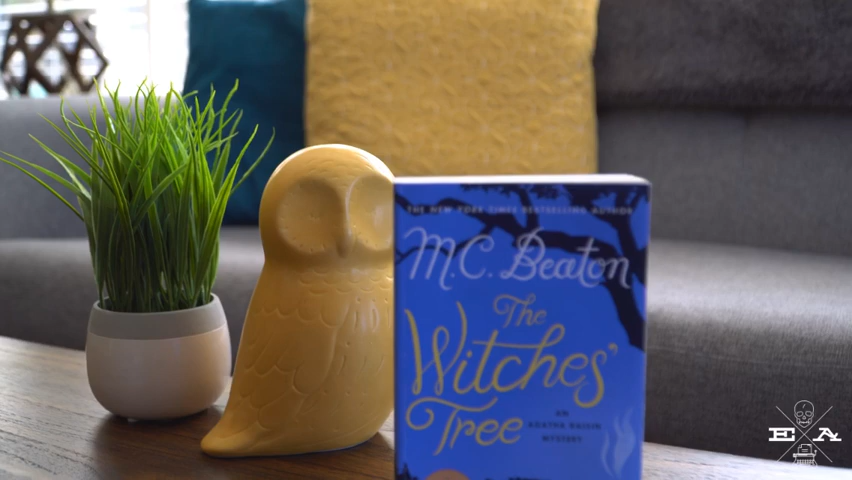 THE NEW YORK TIMES BESTSELLING AUTHOR
M.C. Beaton
The
Witches'
Tree
AN
AGATHA RAISIN
MYSTERY
E A